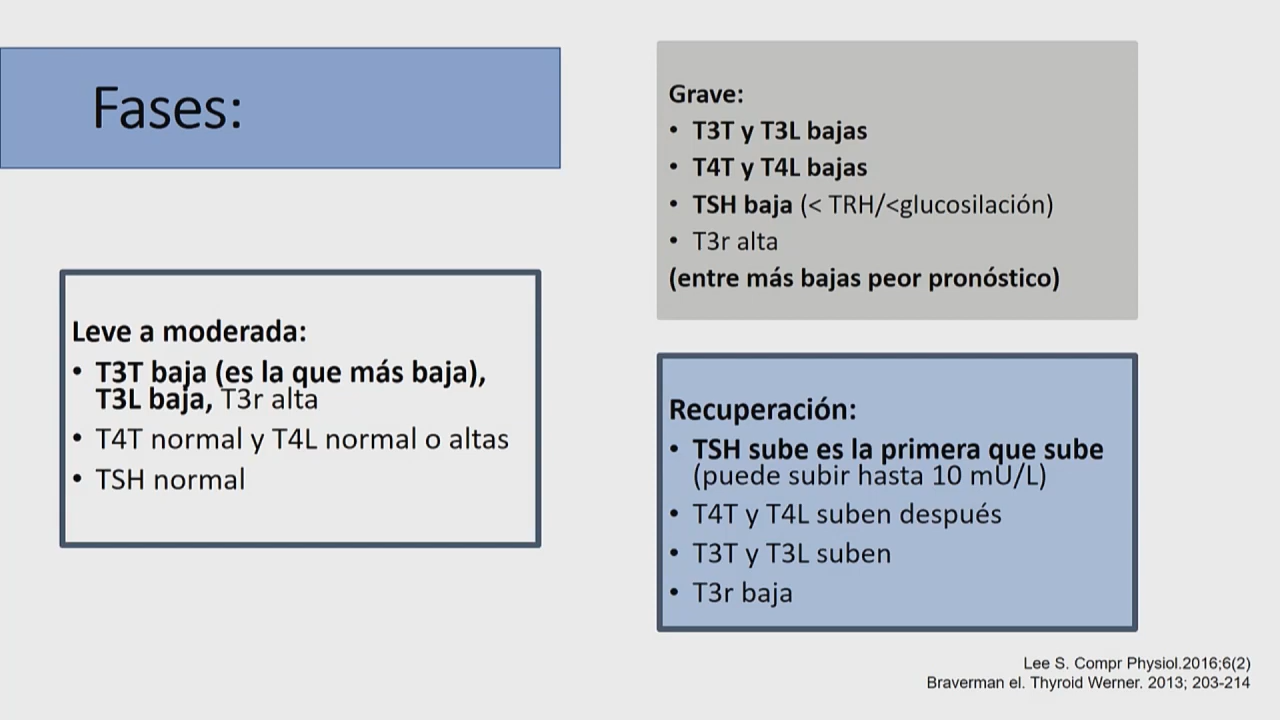 Fases:
Leve a moderada:
• T3T baja (es la que más baja),
T3L baja, T3r alta
• T4T normal y T4L normal o altas
• TSH normal
Grave:
• T3T y T3L bajas
• T4T y T4L bajas
• TSH baja (< TRH/<glucosilación)
• T3r alta
(entre más bajas peor pronóstico)
Recuperación:
• TSH sube es la primera que sube
(puede subir hasta 10 mU/L)
• T4T y T4L suben después
• T3T y T3L suben
• T3r baja
Lee S. Compr Physiol.2016;6(2)
Braverman el. Thyroid Werner. 2013; 203-214